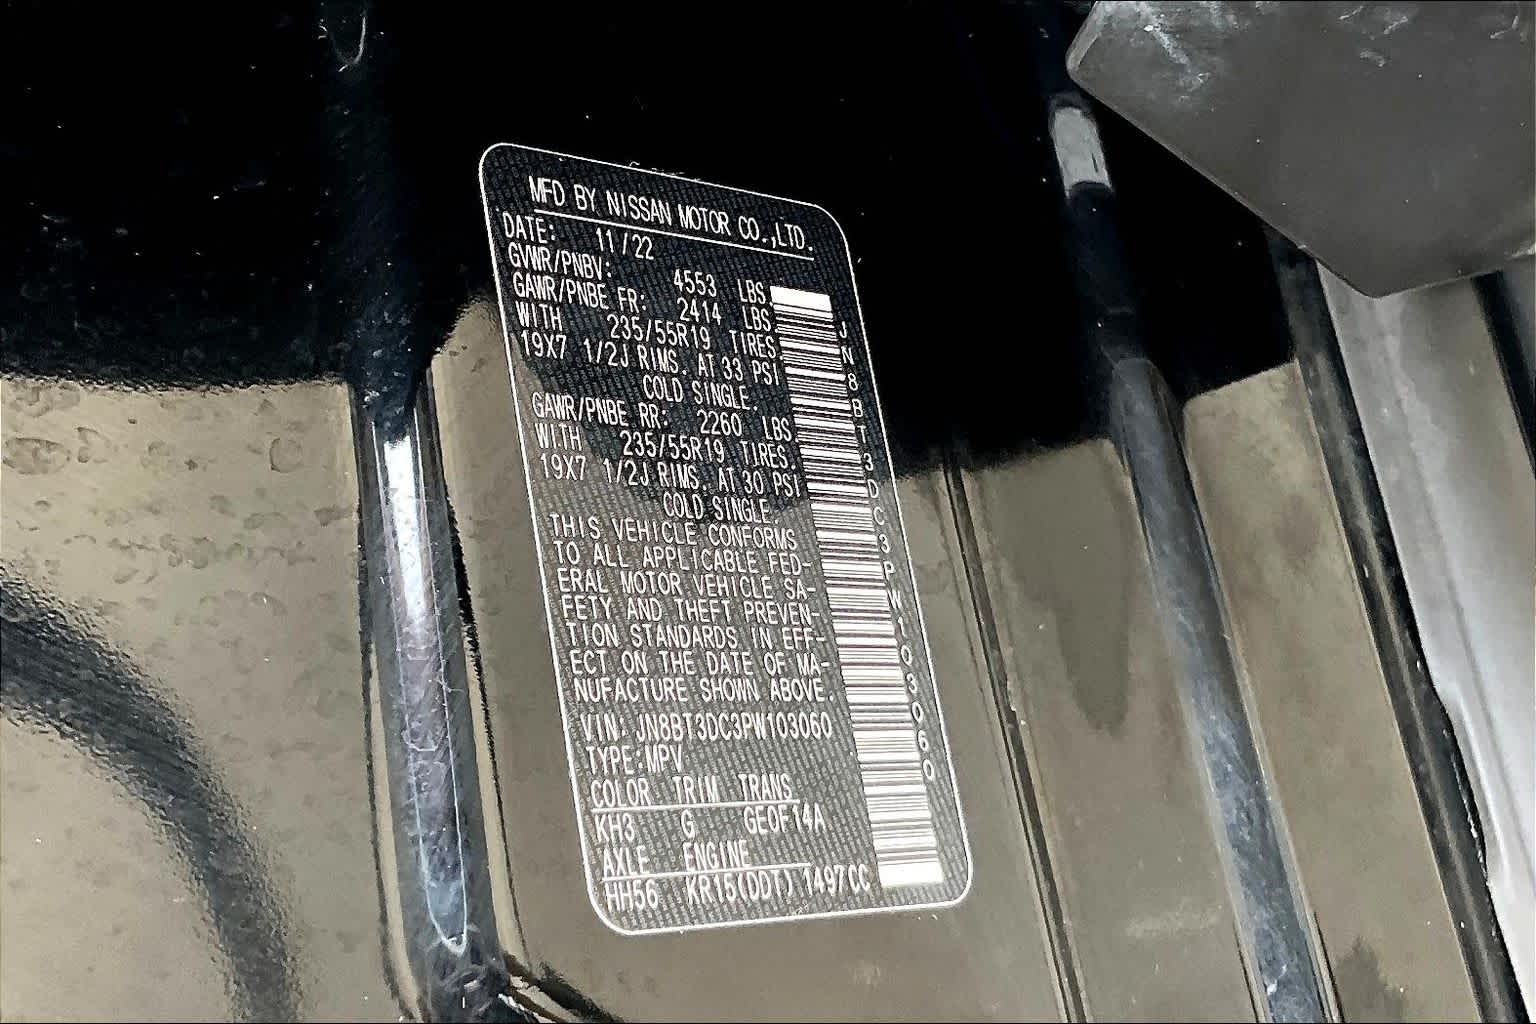 MFD BY NISSAN MOTOR CO.,LTD.
DATE: 11/22
GVWR/PNBV: 4553 LBS
GAWR/PNBE FR: 2414 LBS
WITH 235/55R19 TIRES
19X7 1/2J RIMS. AT 33 PSI
COLD SINGLE.
GAWR/PNBE RR: 2260 LBS.
WITH 235/55R19 TIRES.
19X7 1/2J RIMS. AT 30 PSI
COLD SINGLE.
THIS VEHICLE CONFORMS
TO ALL APPLICABLE FED-
ERAL MOTOR VEHICLE SA-
FETY AND THEFT PREVEN-
TION STANDARDS IN EFF-
ECT ON THE DATE OF MA-
NUFACTURE SHOWN ABOVE.
VIN: JN8BT3DC3PW103060
TYPE:MPV
COLOR TRIM TRANS
KH3 G GE0F14A
AXLE ENGINE
HH56 KR15(DDT) 1497CC
JN8BT3DC3PW103060